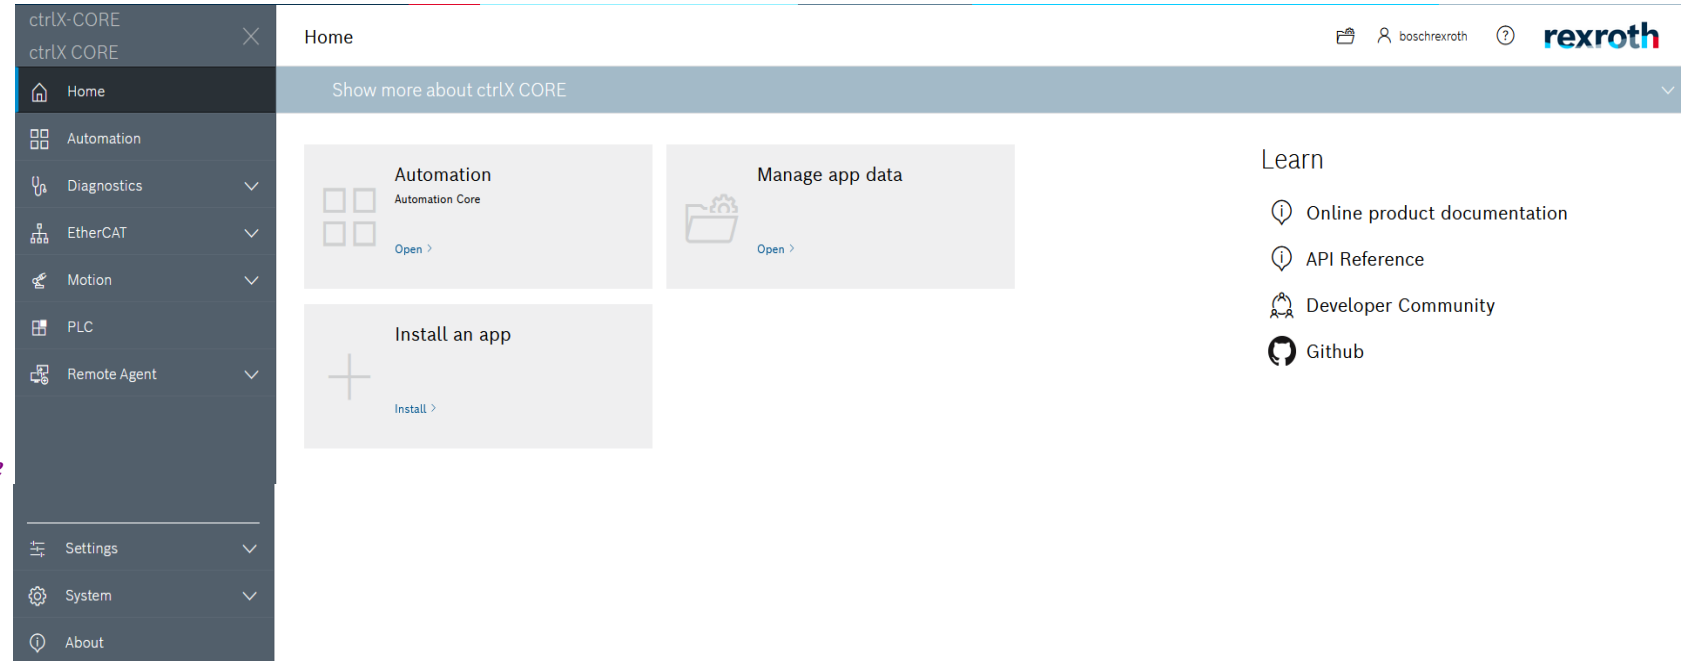 ctrlX-CORE
ctrlX CORE
Home
Automation
Diagnostics
EtherCAT
Motion
PLC
Remote Agent
Settings
System
About
Home
boschrexroth
rexroth
Show more about ctrlX CORE
Automation
Automation Core
Open
Manage app data
Open
Install an app
Install
Learn
Online product documentation
API Reference
Developer Community
Github